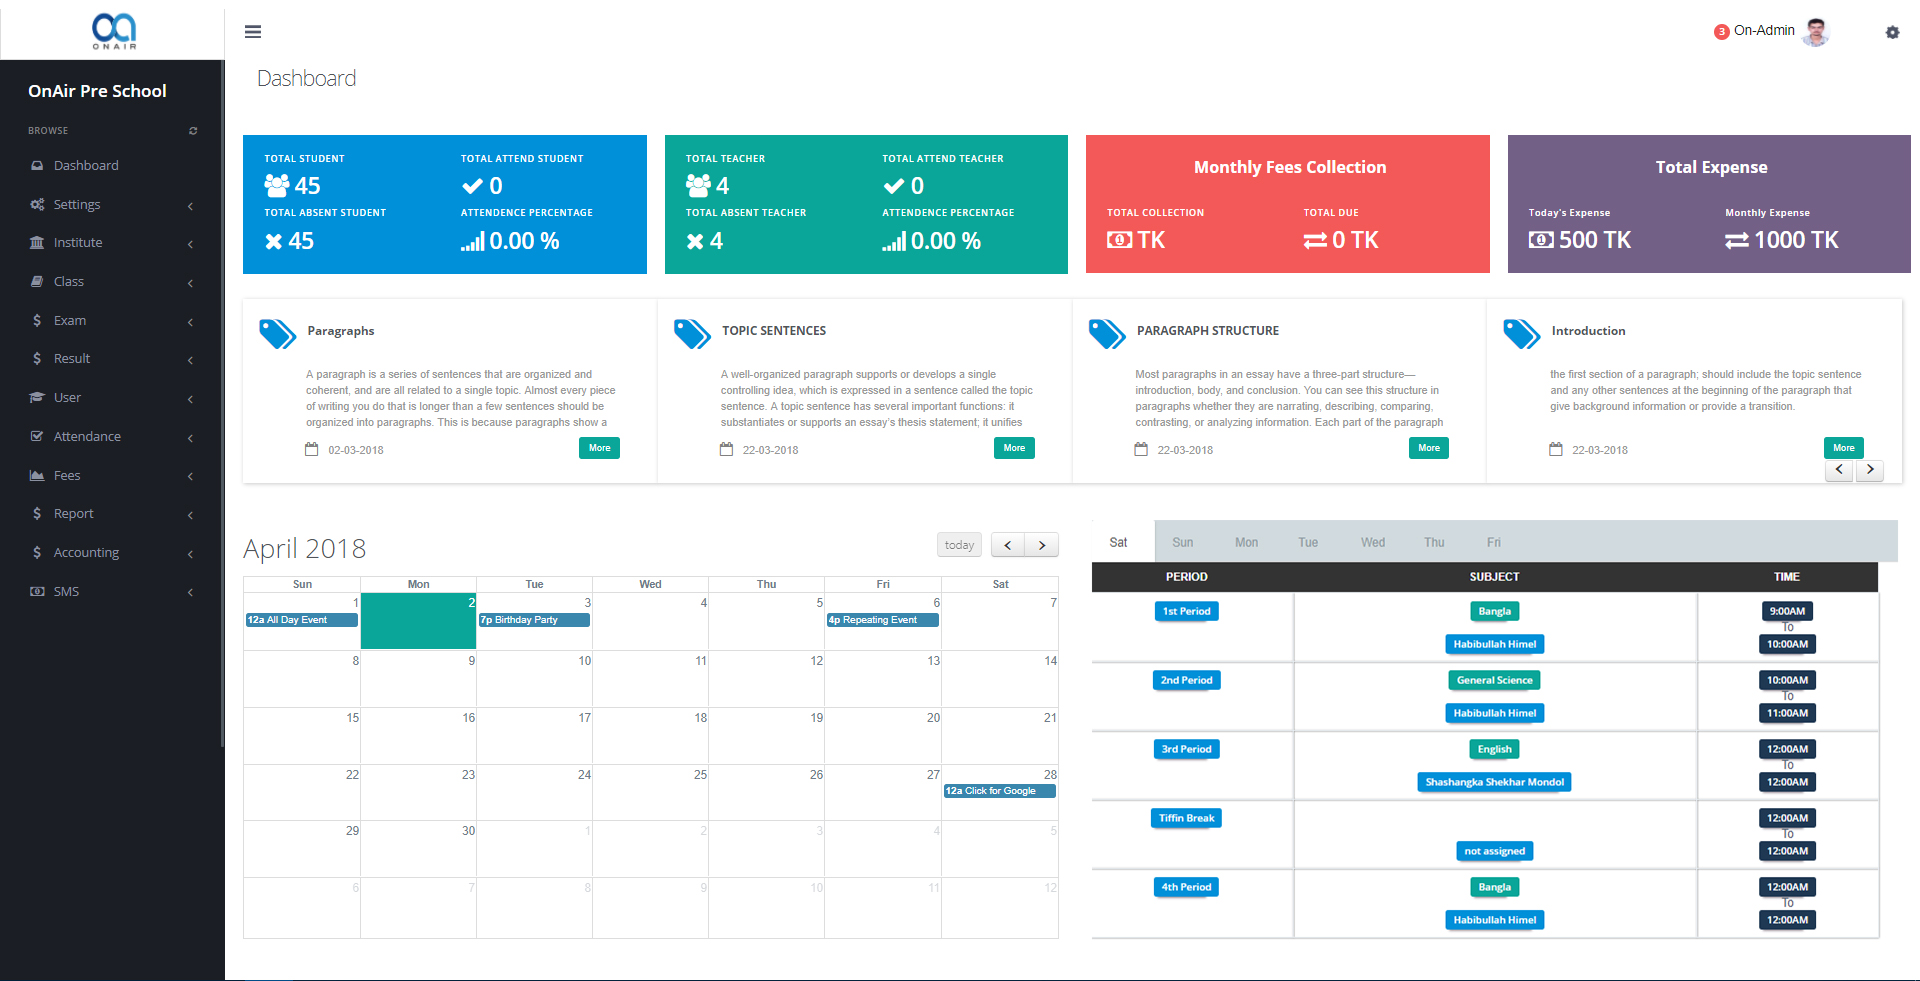 ONAIR
3 On-Admin
OnAir Pre School
BROWSE
Dashboard
Settings
Institute
Class
Exam
Result
User
Attendance
Fees
Report
Accounting
SMS
Dashboard
TOTAL STUDENT
45
TOTAL ATTEND STUDENT
0
TOTAL ABSENT STUDENT
45
ATTENDENCE PERCENTAGE
0.00 %
TOTAL TEACHER
4
TOTAL ATTEND TEACHER
0
TOTAL ABSENT TEACHER
4
ATTENDENCE PERCENTAGE
0.00 %
Monthly Fees Collection
TOTAL COLLECTION
TK
TOTAL DUE
0 TK
Total Expense
Today's Expense
500 TK
Monthly Expense
1000 TK
Paragraphs
A paragraph is a series of sentences that are organized and
coherent, and are all related to a single topic. Almost every piece
of writing you do that is longer than a few sentences should be
organized into paragraphs. This is because paragraphs show a
02-03-2018
More
TOPIC SENTENCES
A well-organized paragraph supports or develops a single
controlling idea, which is expressed in a sentence called the topic
sentence. A topic sentence has several important functions: it
substantiates or supports an essay's thesis statement; it unifies
22-03-2018
More
PARAGRAPH STRUCTURE
Most paragraphs in an essay have a three-part structure—
introduction, body, and conclusion. You can see this structure in
paragraphs whether they are narrating, describing, comparing,
contrasting, or analyzing information. Each part of the paragraph
22-03-2018
More
Introduction
the first section of a paragraph; should include the topic sentence
and any other sentences at the beginning of the paragraph that
give background information or provide a transition.
22-03-2018
More
April 2018
today
Sun Mon Tue Wed Thu Fri Sat
1 2 3 4 5 6 7
12a All Day Event
7p Birthday Party
4p Repeating Event
8 9 10 11 12 13 14
15 16 17 18 19 20 21
22 23 24 25 26 27 28
12a Click for Google
29 30 1 2 3 4 5
6 7 8 9 10 11 12
Sat Sun Mon Tue Wed Thu Fri
PERIOD SUBJECT TIME
1st Period Bangla 9:00AM
To
Habibullah Himel 10:00AM
2nd Period General Science 10:00AM
To
Habibullah Himel 11:00AM
3rd Period English 12:00AM
To
Shashangka Shekhar Mondol 12:00AM
Tiffin Break 12:00AM
To
not assigned 12:00AM
4th Period Bangla 12:00AM
To
Habibullah Himel 12:00AM